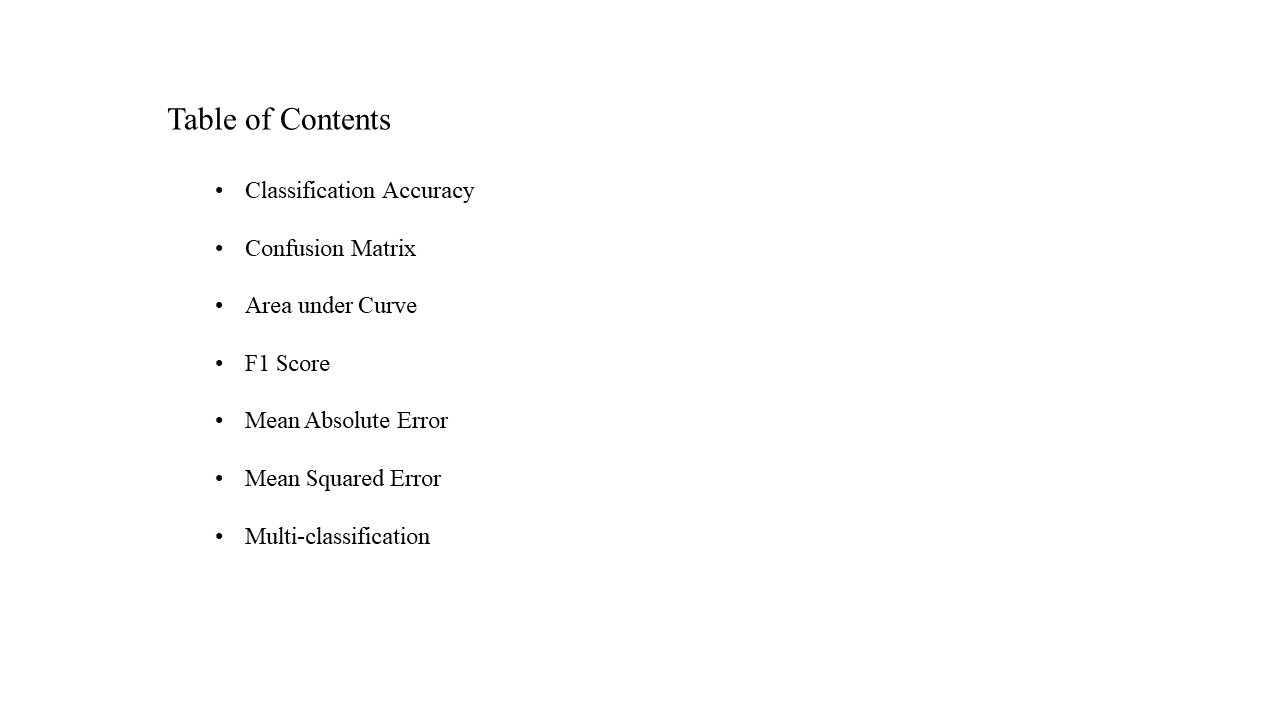 Table of Contents
• Classification Accuracy
• Confusion Matrix
• Area under Curve
• F1 Score
• Mean Absolute Error
• Mean Squared Error
• Multi-classification